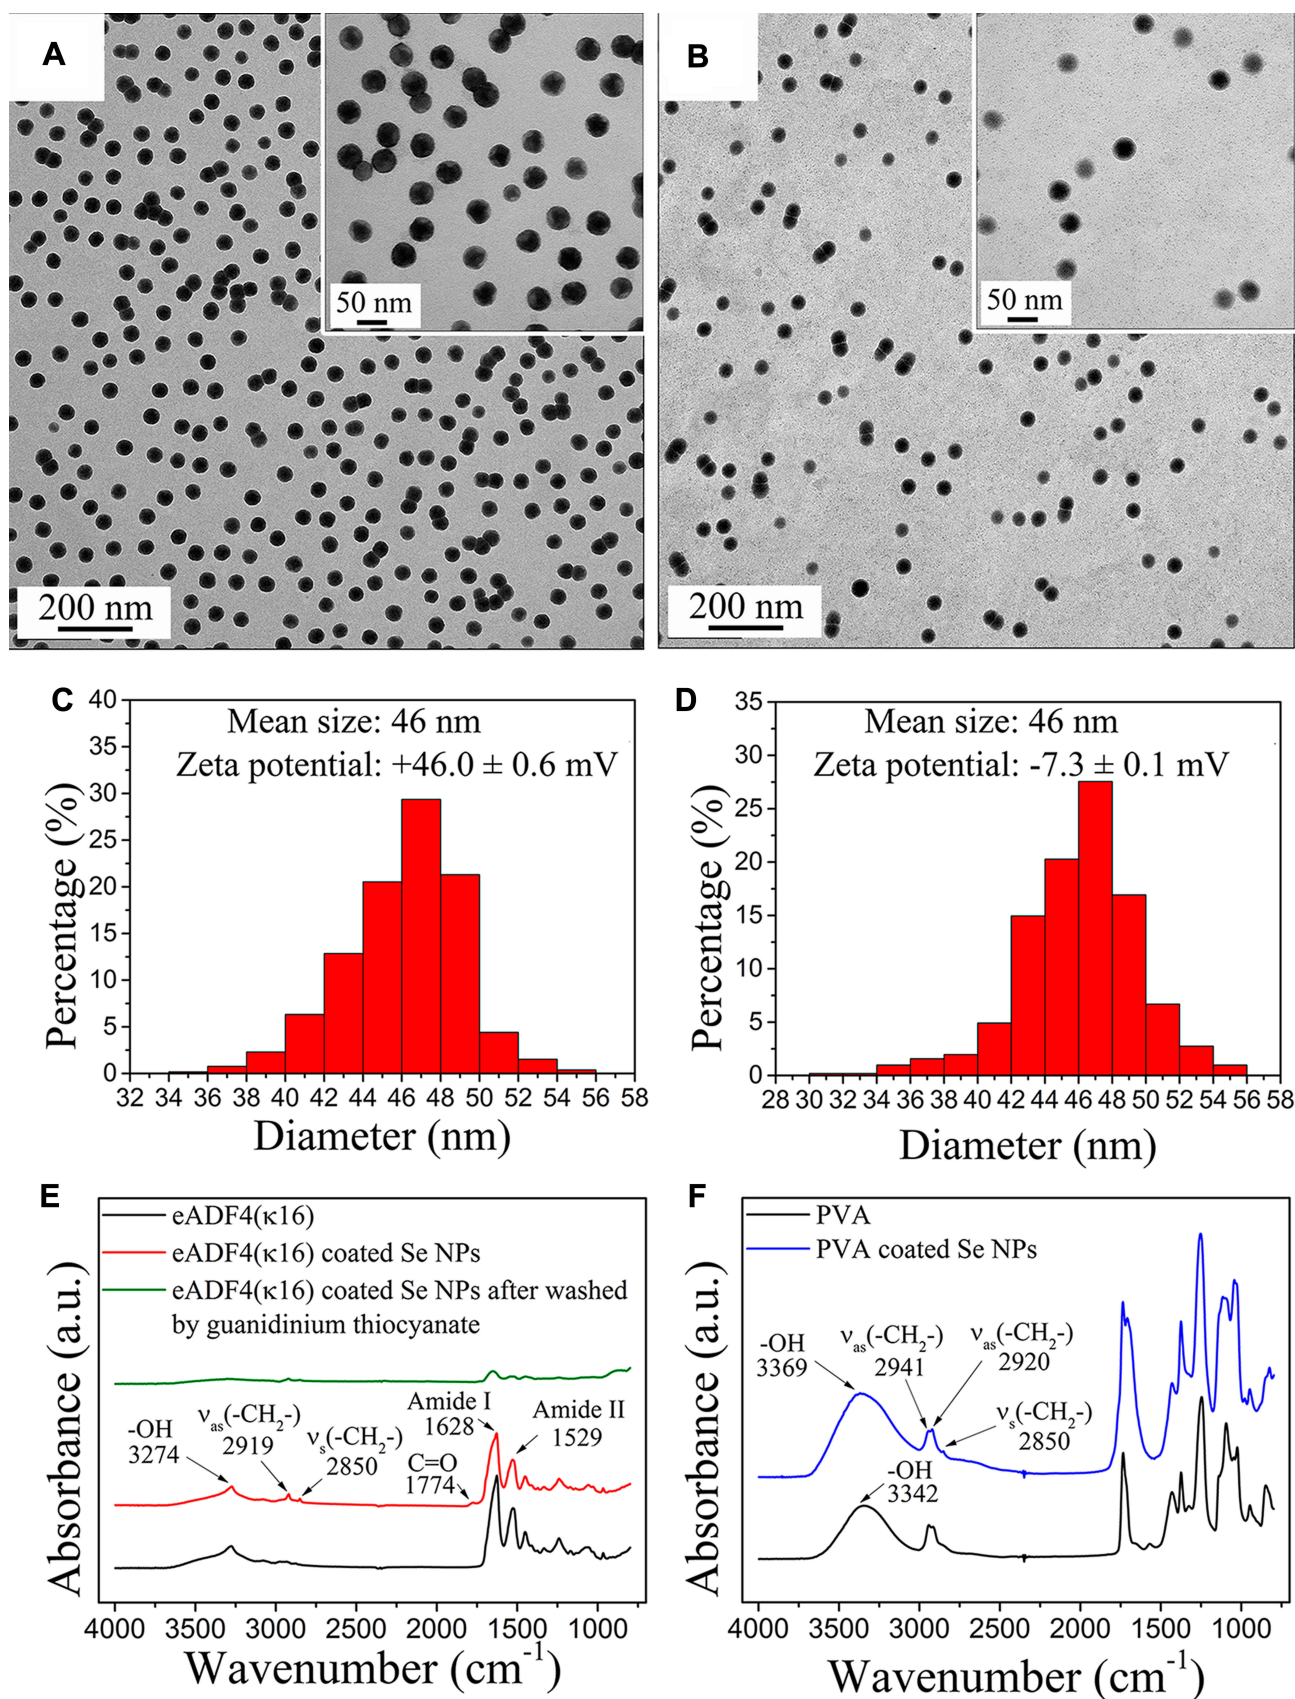 A
50 nm
200 nm
B
50 nm
200 nm
C
Mean size: 46 nm
Zeta potential: +46.0 ± 0.6 mV
Percentage (%)
40
35
30
25
20
15
10
5
0
32 34 36 38 40 42 44 46 48 50 52 54 56 58
Diameter (nm)
D
Mean size: 46 nm
Zeta potential: -7.3 ± 0.1 mV
Percentage (%)
35
30
25
20
15
10
5
0
28 30 32 34 36 38 40 42 44 46 48 50 52 54 56 58
Diameter (nm)
E
eADF4(κ16)
eADF4(κ16) coated Se NPs
eADF4(κ16) coated Se NPs after washed
by guanidinium thiocyanate
Absorbance (a.u.)
-OH
3274
νas(-CH2-)
2919
νs(-CH2-)
2850
C=O
1774
Amide I
1628
Amide II
1529
4000 3500 3000 2500 2000 1500 1000
Wavenumber (cm-1)
F
PVA
PVA coated Se NPs
Absorbance (a.u.)
-OH
3369
νas(-CH2-)
2941
νas(-CH2-)
2920
νs(-CH2-)
2850
-OH
3342
4000 3500 3000 2500 2000 1500 1000
Wavenumber (cm-1)